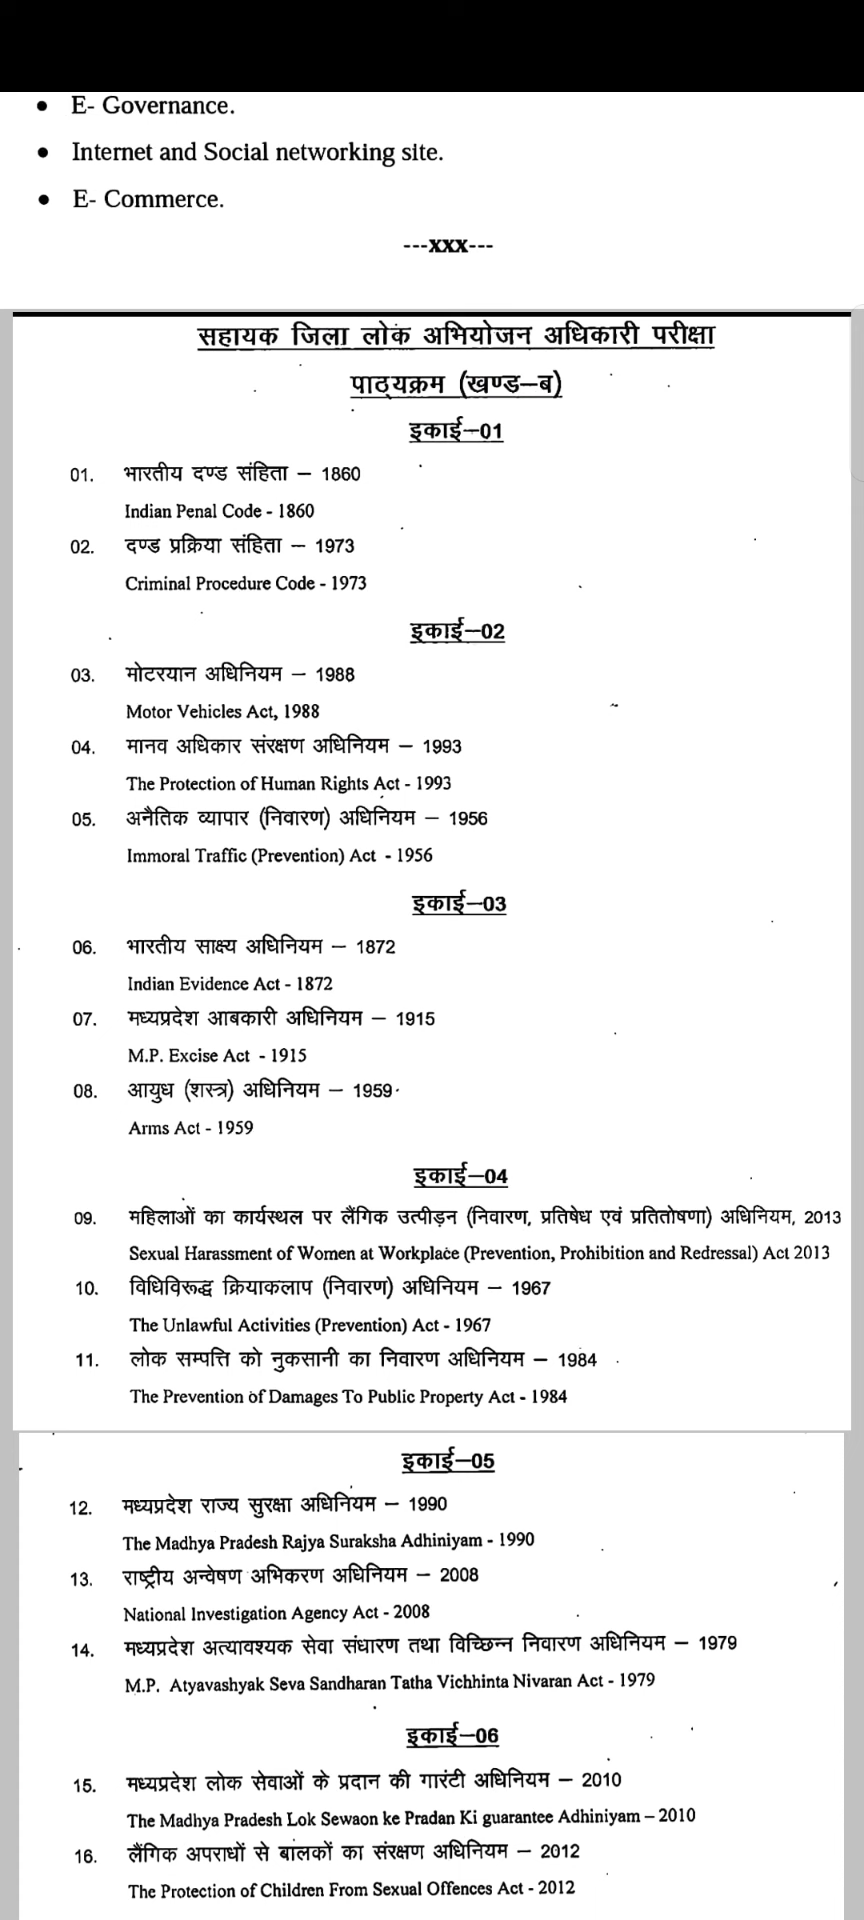 • E- Governance.
• Internet and Social networking site.
• E- Commerce.
---xxx---
सहायक जिला लोक अभियोजन अधिकारी परीक्षा
पाठ्यक्रम (खण्ड–ब)
इकाई–01
01. भारतीय दण्ड संहिता – 1860
Indian Penal Code - 1860
02. दण्ड प्रक्रिया संहिता – 1973
Criminal Procedure Code - 1973
इकाई–02
03. मोटरयान अधिनियम – 1988
Motor Vehicles Act, 1988
04. मानव अधिकार संरक्षण अधिनियम – 1993
The Protection of Human Rights Act - 1993
05. अनैतिक व्यापार (निवारण) अधिनियम – 1956
Immoral Traffic (Prevention) Act - 1956
इकाई–03
06. भारतीय साक्ष्य अधिनियम – 1872
Indian Evidence Act - 1872
07. मध्यप्रदेश आबकारी अधिनियम – 1915
M.P. Excise Act - 1915
08. आयुध (शस्त्र) अधिनियम – 1959
Arms Act - 1959
इकाई–04
09. महिलाओं का कार्यस्थल पर लैंगिक उत्पीड़न (निवारण, प्रतिषेध एवं प्रतितोषणा) अधिनियम, 2013
Sexual Harassment of Women at Workplace (Prevention, Prohibition and Redressal) Act 2013
10. विधिविरूद्ध क्रियाकलाप (निवारण) अधिनियम – 1967
The Unlawful Activities (Prevention) Act - 1967
11. लोक सम्पत्ति को नुकसानी का निवारण अधिनियम – 1984
The Prevention of Damages To Public Property Act - 1984
इकाई–05
12. मध्यप्रदेश राज्य सुरक्षा अधिनियम – 1990
The Madhya Pradesh Rajya Suraksha Adhiniyam - 1990
13. राष्ट्रीय अन्वेषण अभिकरण अधिनियम – 2008
National Investigation Agency Act - 2008
14. मध्यप्रदेश अत्यावश्यक सेवा संधारण तथा विच्छिन्न निवारण अधिनियम – 1979
M.P. Atyavashyak Seva Sandharan Tatha Vichhinta Nivaran Act - 1979
इकाई–06
15. मध्यप्रदेश लोक सेवाओं के प्रदान की गारंटी अधिनियम – 2010
The Madhya Pradesh Lok Sewaon ke Pradan Ki guarantee Adhiniyam – 2010
16. लैंगिक अपराधों से बालकों का संरक्षण अधिनियम – 2012
The Protection of Children From Sexual Offences Act - 2012